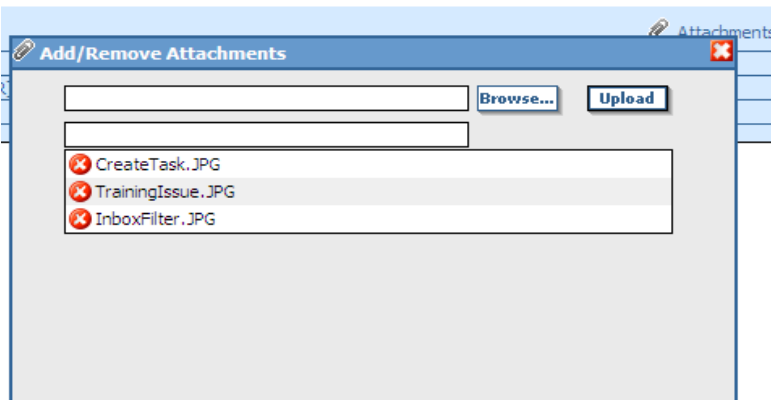 Attachments
Add/Remove Attachments
Browse... Upload
CreateTask.JPG
TrainingIssue.JPG
InboxFilter.JPG